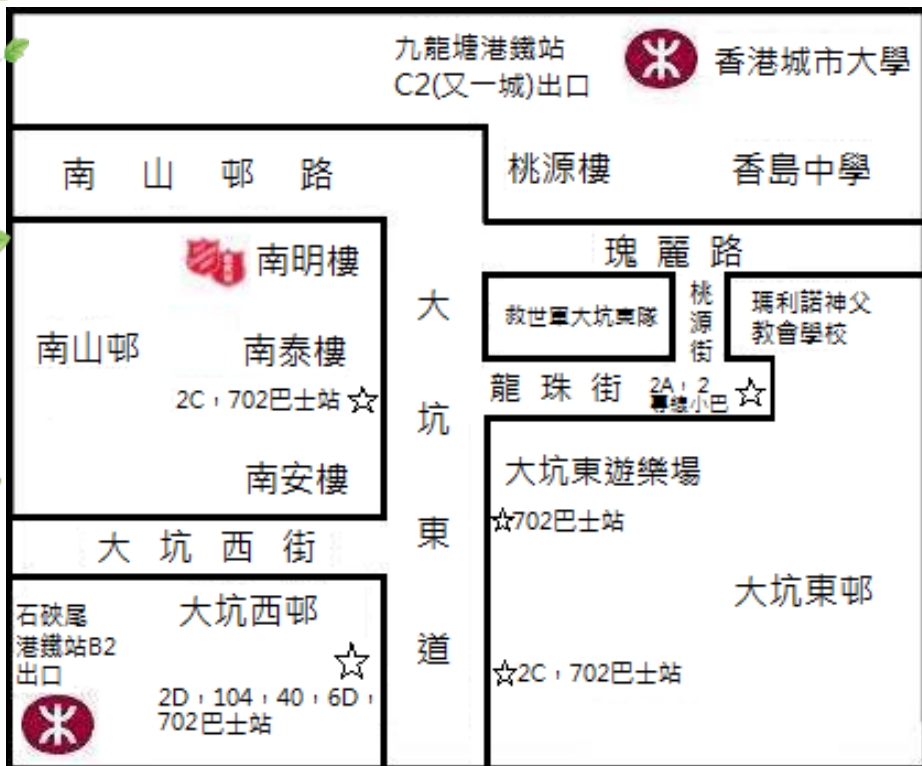 九龍塘港鐵站
C2(又一城)出口
香港城市大學
南山邨路
桃源樓
香島中學
南明樓
瑰麗路
大坑東道
救世軍大坑東隊
桃源街
瑪利諾神父
教會學校
南山邨
南泰樓
2C，702巴士站
龍珠街
2A，2
專線小巴
南安樓
大坑東遊樂場
702巴士站
大坑西街
大坑東邨
石硤尾
港鐵站B2
出口
大坑西邨
2D，104，40，6D，
702巴士站
2C，702巴士站